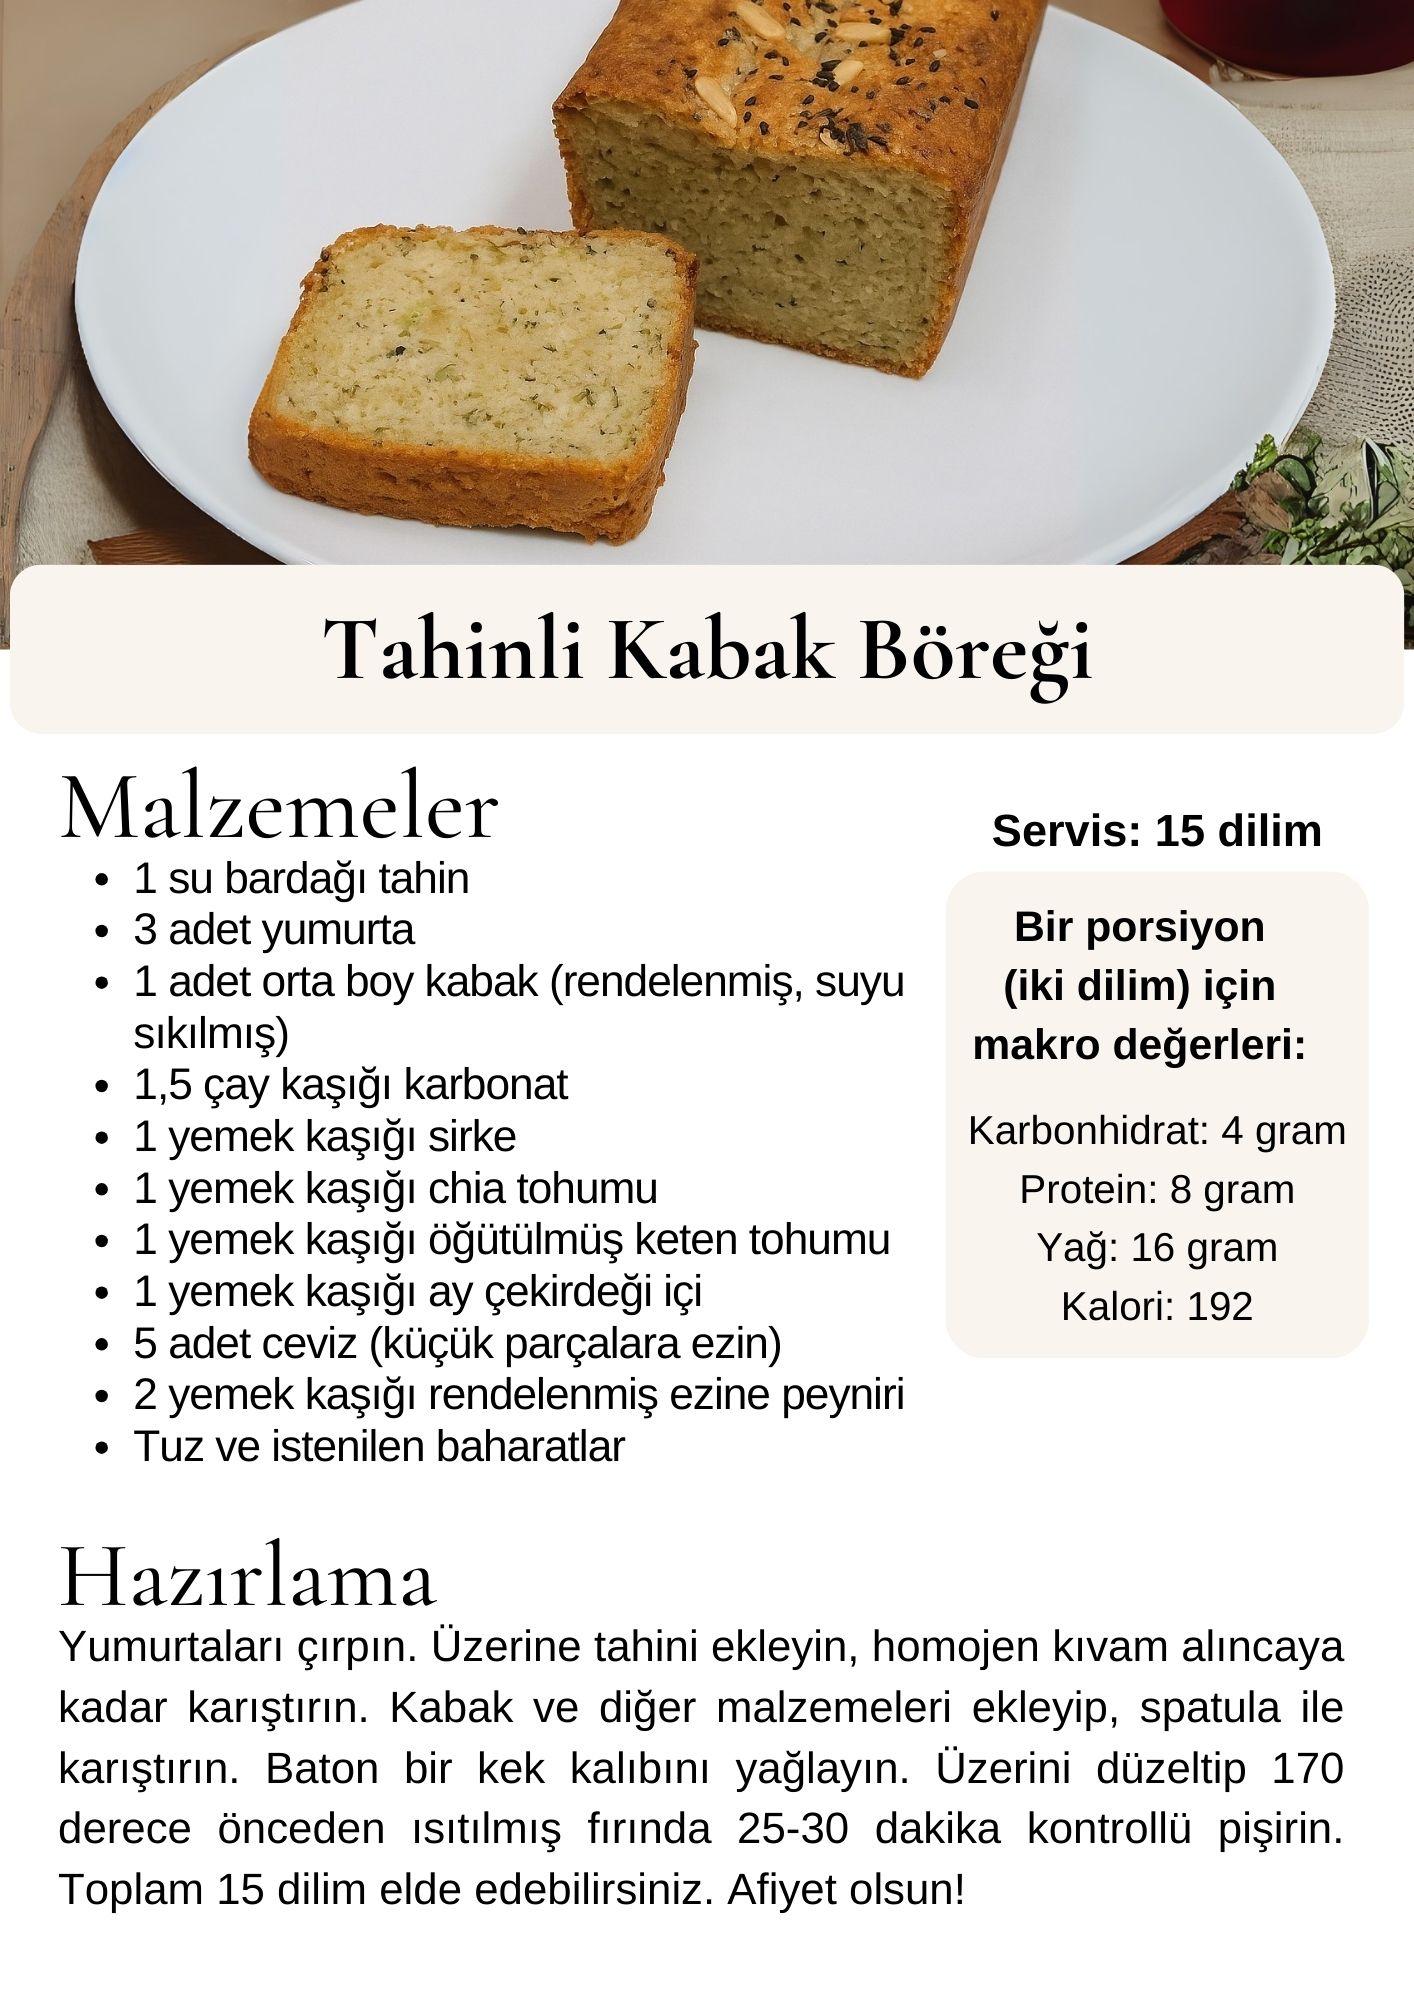 Tahinli Kabak Böreği
Malzemeler
• 1 su bardağı tahin
• 3 adet yumurta
• 1 adet orta boy kabak (rendelenmiş, suyu
sıkılmış)
• 1,5 çay kaşığı karbonat
• 1 yemek kaşığı sirke
• 1 yemek kaşığı chia tohumu
• 1 yemek kaşığı öğütülmüş keten tohumu
• 1 yemek kaşığı ay çekirdeği içi
• 5 adet ceviz (küçük parçalara ezin)
• 2 yemek kaşığı rendelenmiş ezine peyniri
• Tuz ve istenilen baharatlar
Servis: 15 dilim
Bir porsiyon
(iki dilim) için
makro değerleri:
Karbonhidrat: 4 gram
Protein: 8 gram
Yağ: 16 gram
Kalori: 192
Hazırlama
Yumurtaları çırpın. Üzerine tahini ekleyin, homojen kıvam alıncaya
kadar karıştırın. Kabak ve diğer malzemeleri ekleyip, spatula ile
karıştırın. Baton bir kek kalıbını yağlayın. Üzerini düzeltip 170
derece önceden ısıtılmış fırında 25-30 dakika kontrollü pişirin.
Toplam 15 dilim elde edebilirsiniz. Afiyet olsun!